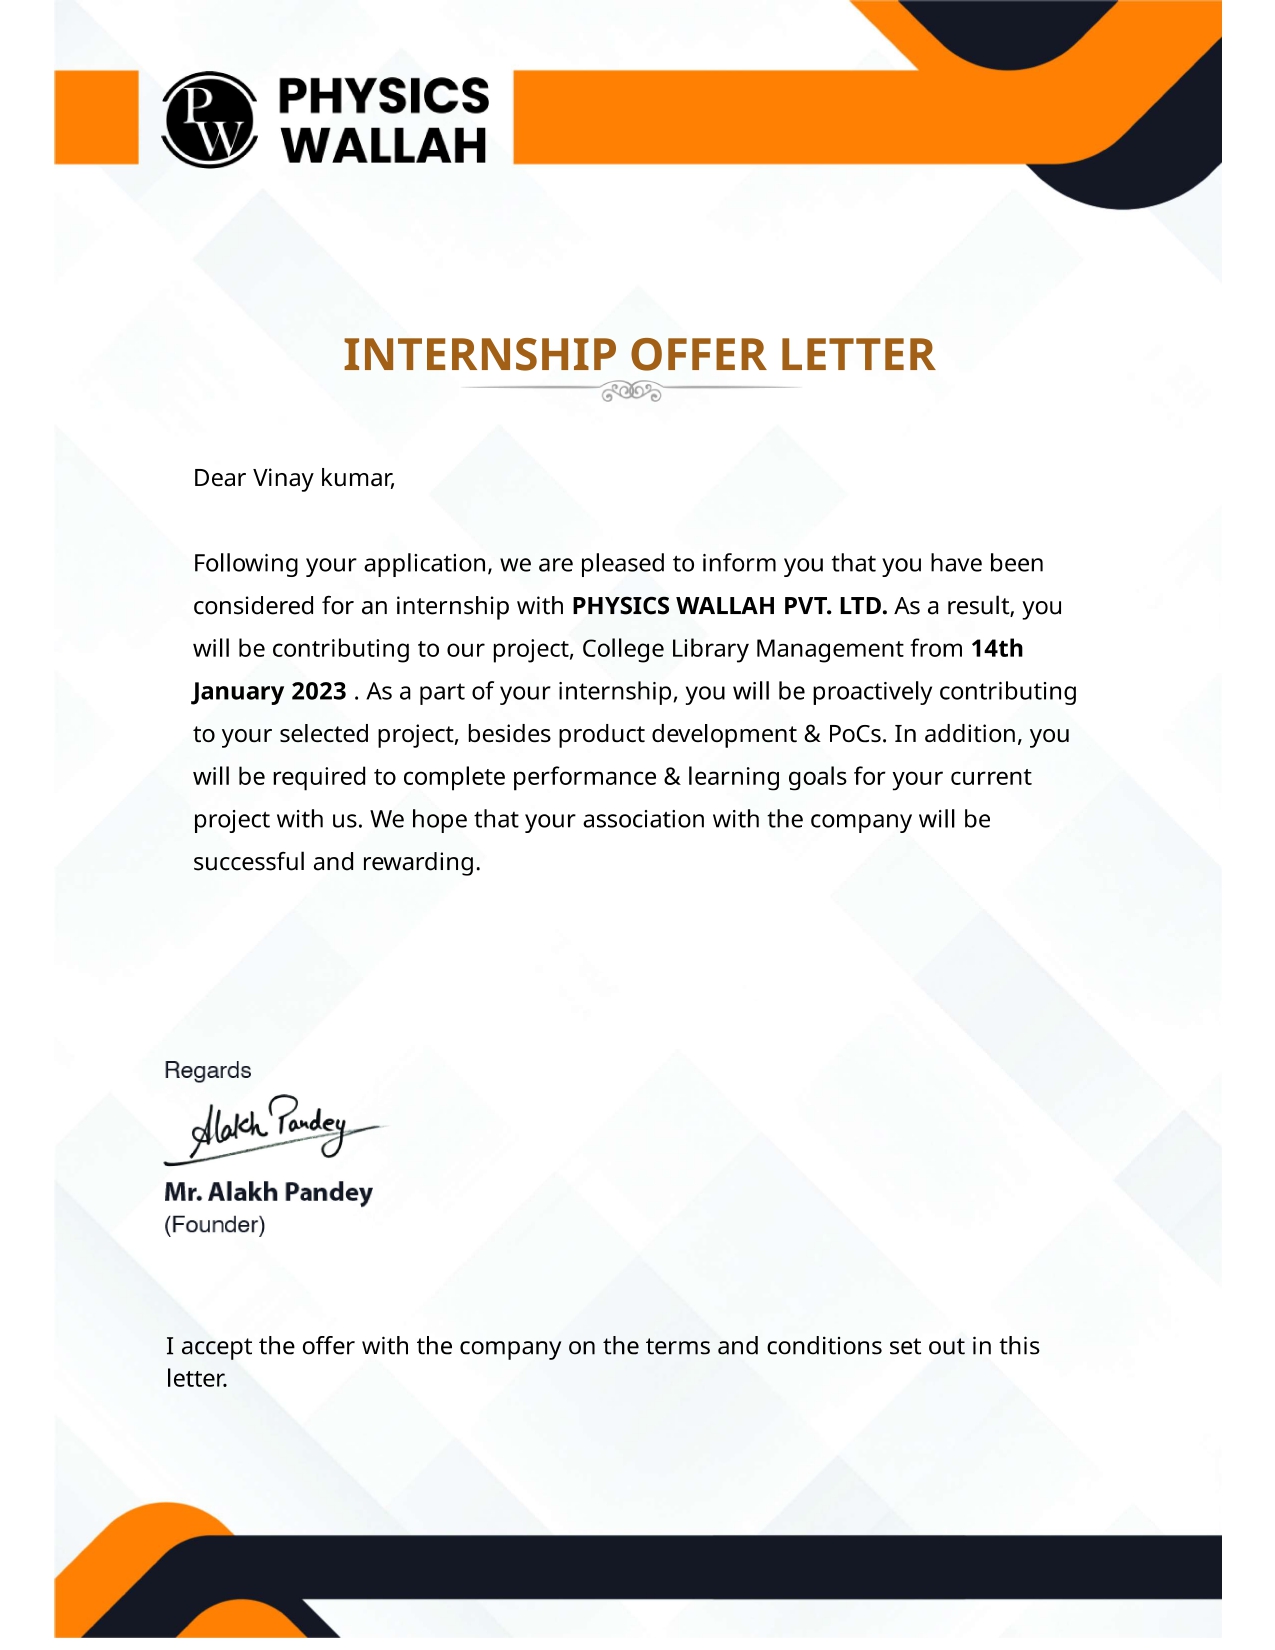 PW
PHYSICS
WALLAH
INTERNSHIP OFFER LETTER
Dear Vinay kumar,
Following your application, we are pleased to inform you that you have been
considered for an internship with PHYSICS WALLAH PVT. LTD. As a result, you
will be contributing to our project, College Library Management from 14th
January 2023 . As a part of your internship, you will be proactively contributing
to your selected project, besides product development & PoCs. In addition, you
will be required to complete performance & learning goals for your current
project with us. We hope that your association with the company will be
successful and rewarding.
Regards
Alakh Pandey
Mr. Alakh Pandey
(Founder)
I accept the offer with the company on the terms and conditions set out in this
letter.